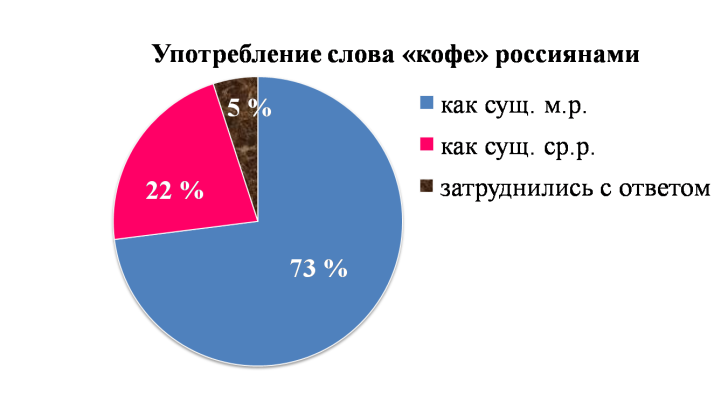 Употребление слова «кофе» россиянами
5 %
22 %
73 %
как сущ. м.р.
как сущ. ср.р.
затруднились с ответом